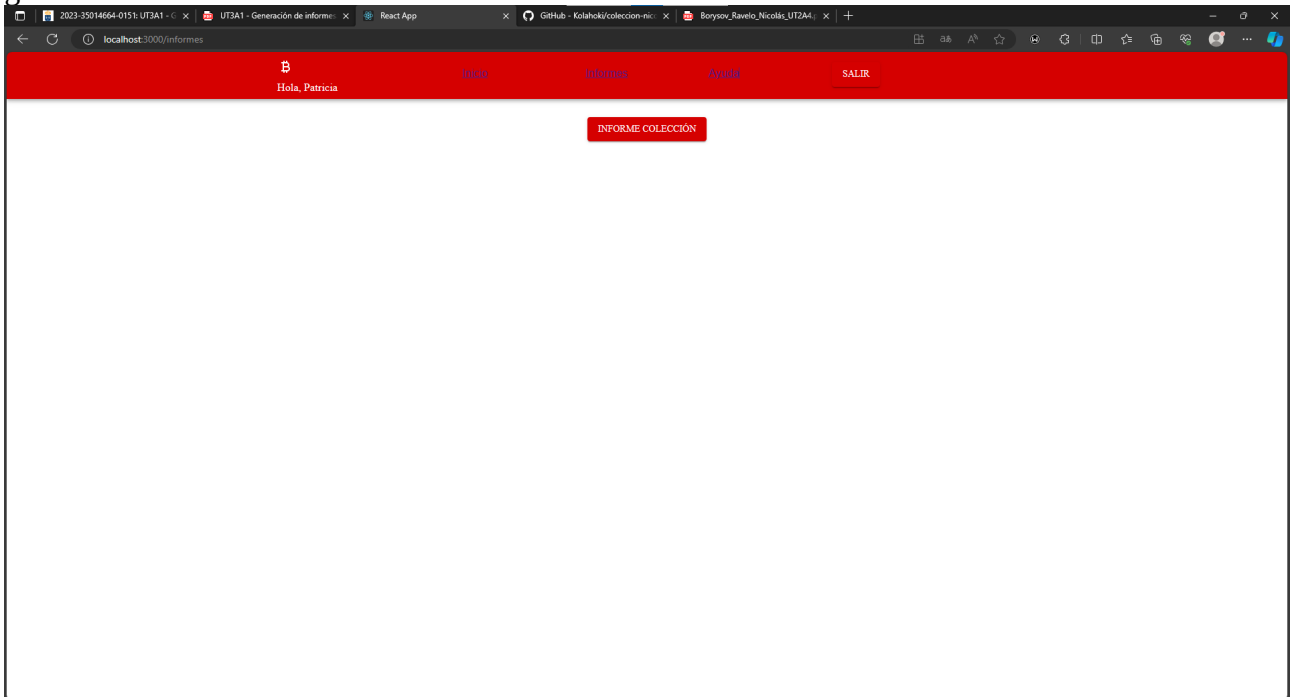 2023-35014664-0151: UT3A1 - G
UT3A1 - Generación de informes
React App
GitHub - Kolahoki/coleccion-nico
Borysov_Ravelo_Nicolás_UT2A4.p
localhost:3000/informes
Hola, Patricia
Inicio
Informes
Ayuda
SALIR
INFORME COLECCIÓN